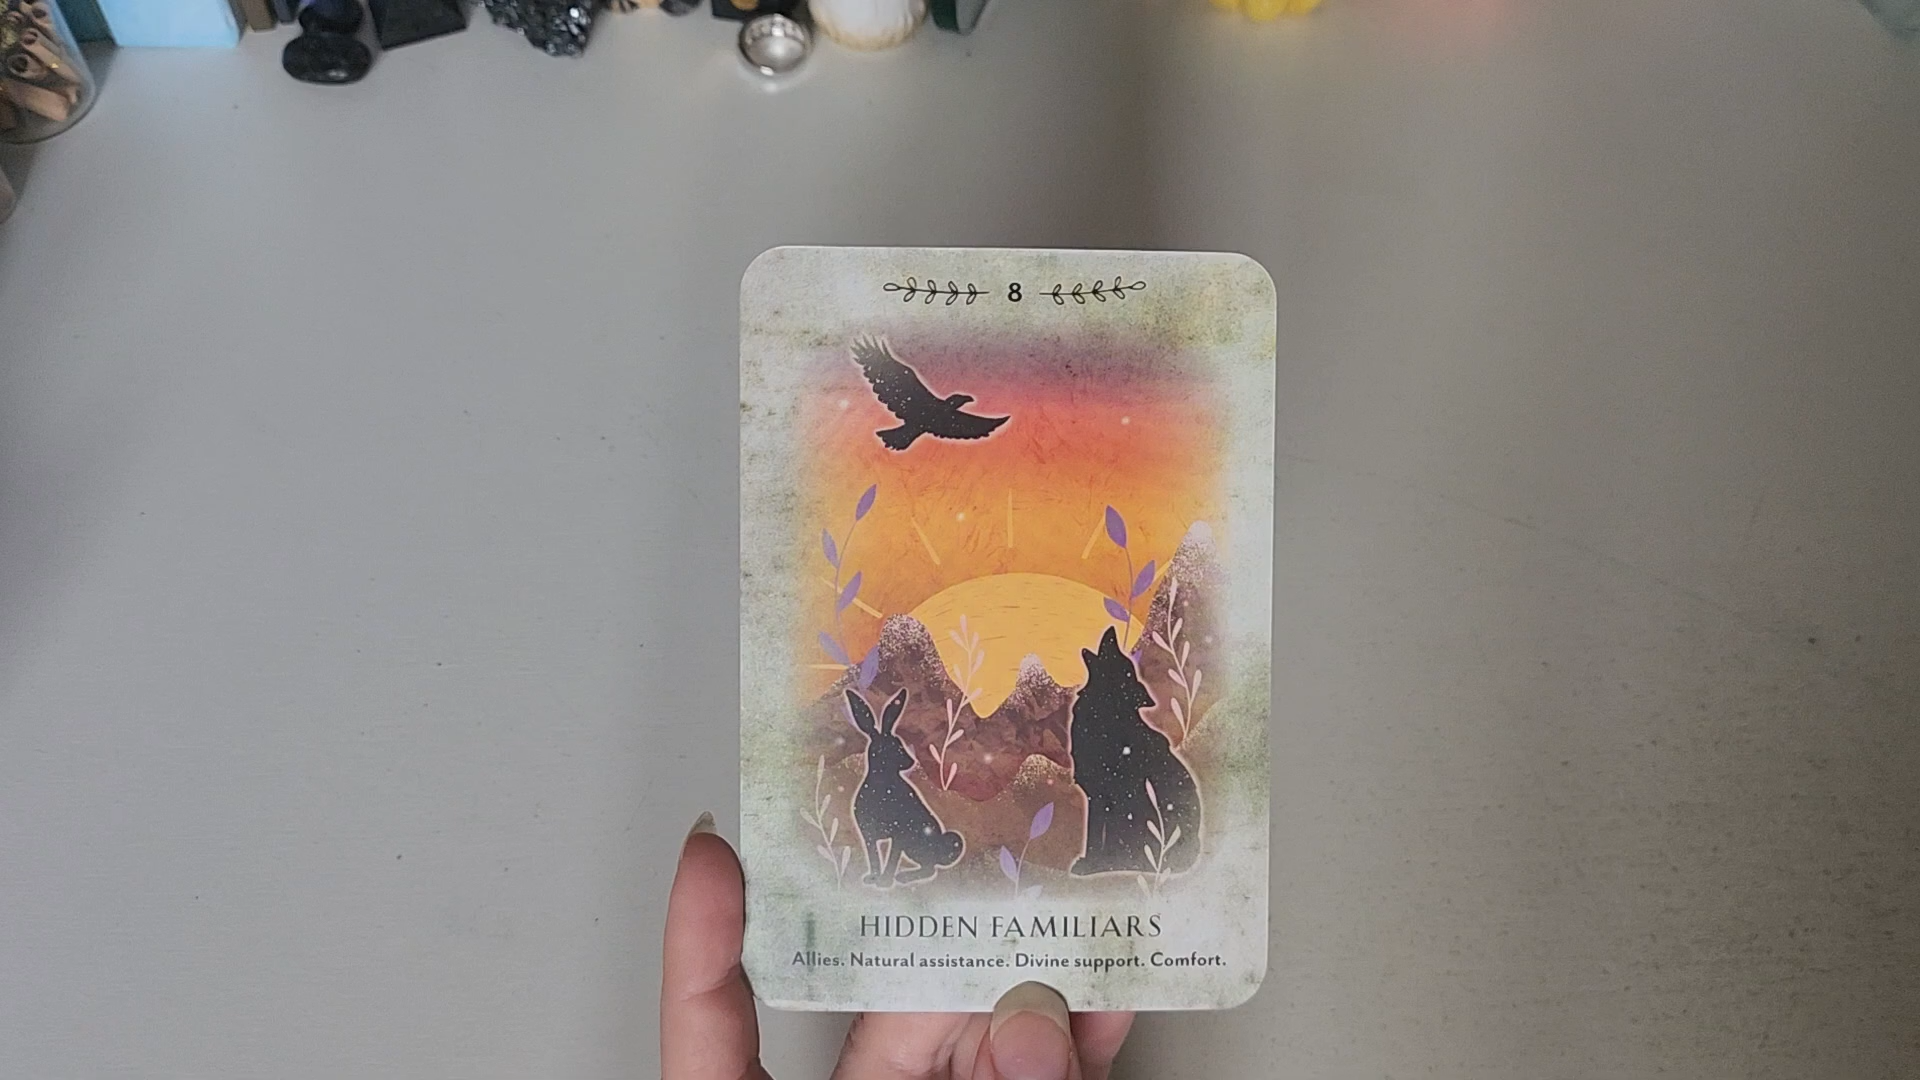 8
HIDDEN FAMILIARS
Allies. Natural assistance. Divine support. Comfort.